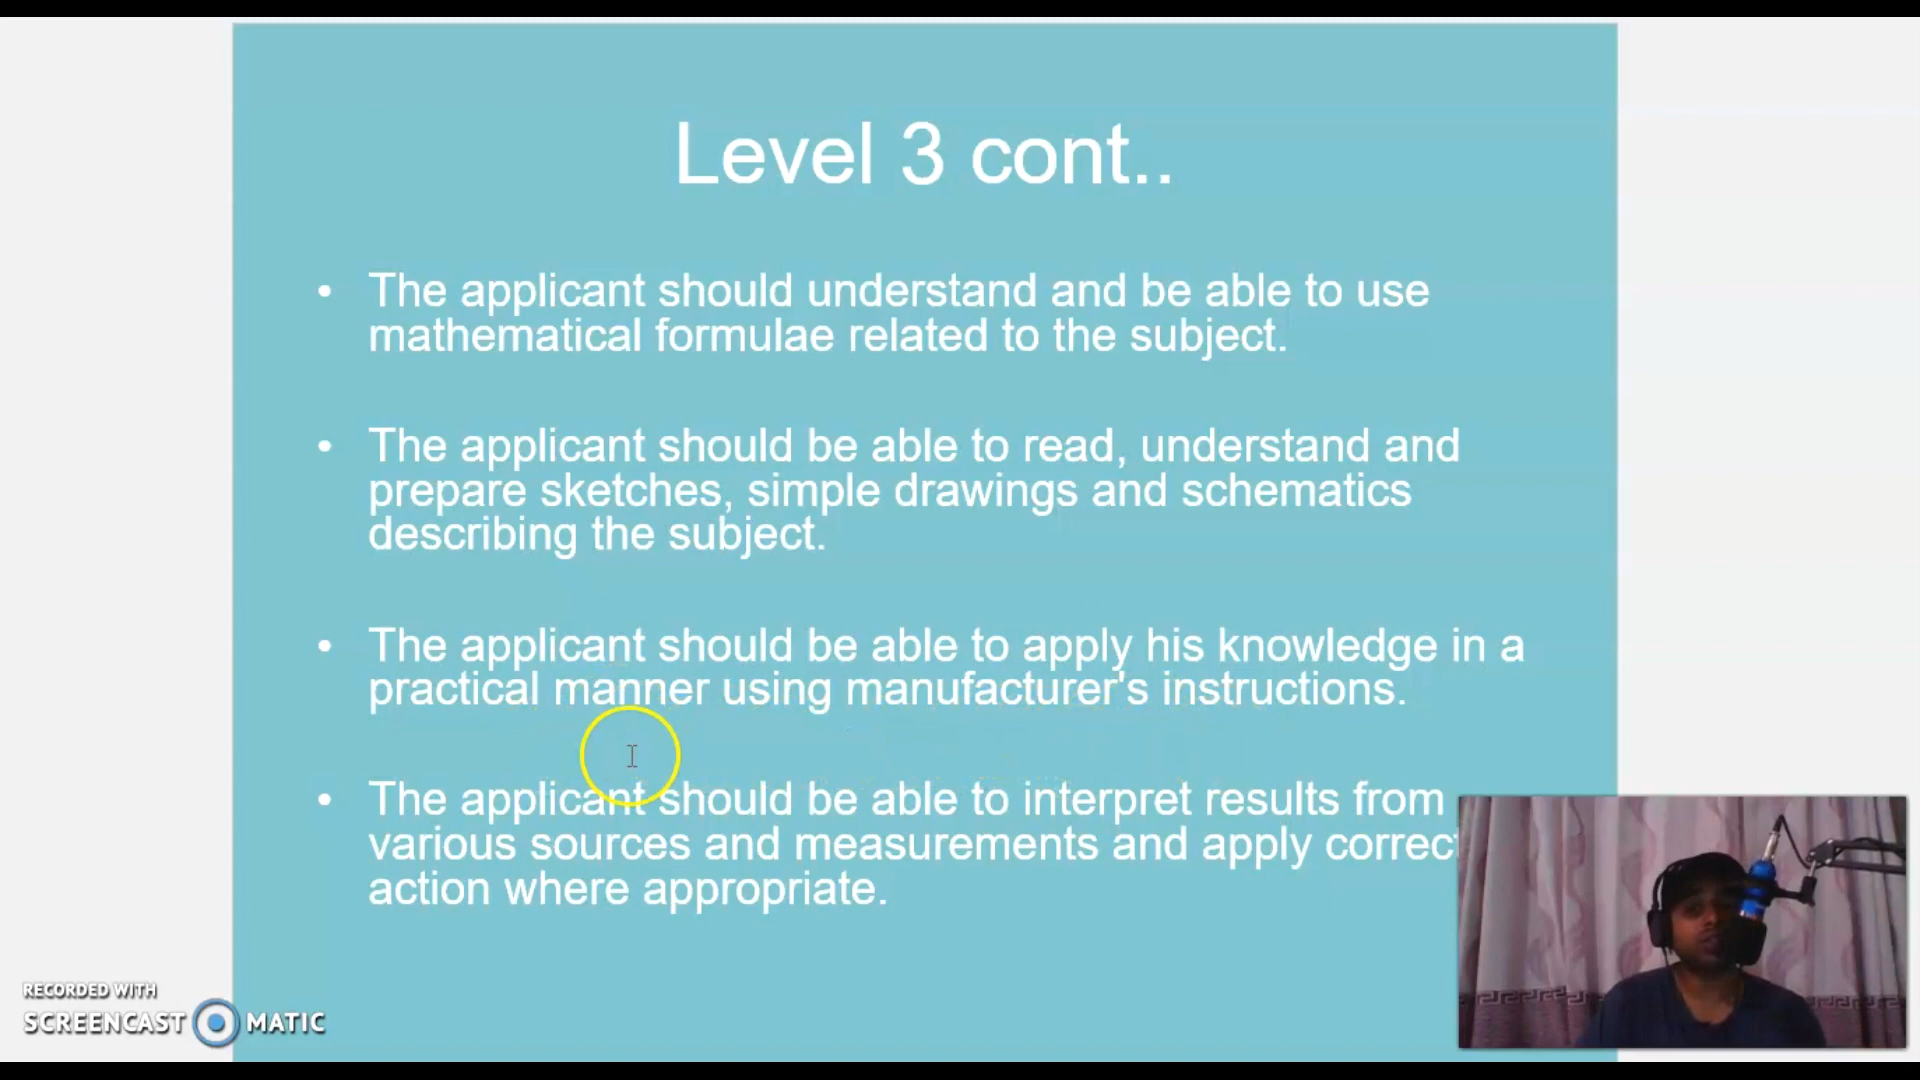 Level 3 cont..
• The applicant should understand and be able to use
mathematical formulae related to the subject.
• The applicant should be able to read, understand and
prepare sketches, simple drawings and schematics
describing the subject.
• The applicant should be able to apply his knowledge in a
practical manner using manufacturer's instructions.
• The applicant should be able to interpret results from
various sources and measurements and apply
action where appropriate.
RECORDED WITH
SCREENCAST MATIC